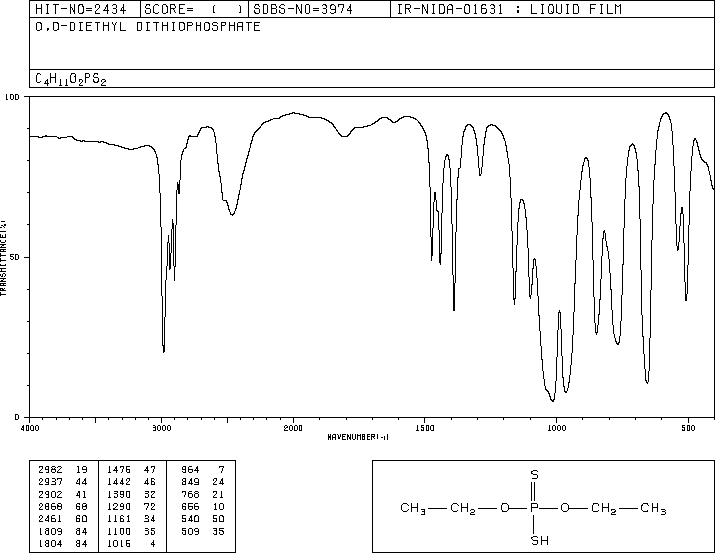 HIT-NO=2434 SCORE= ( ) SDBS-NO=3974 IR-NIDA-01631 : LIQUID FILM
O,O-DIETHYL DITHIOPHOSPHATE
C4H11O2PS2
100
TRANSMITTANCE(%)
50
0
4000 3000 2000 1500 1000 500
WAVENUMBER(-1)
2982 19 1476 47 964 7
2937 44 1442 46 849 24
2902 41 1390 32 768 21
2868 68 1290 72 656 10
2461 60 1161 34 540 50
1809 84 1100 35 509 35
1804 84 1016 4
S
CH3 CH2 O P O CH2 CH3
SH